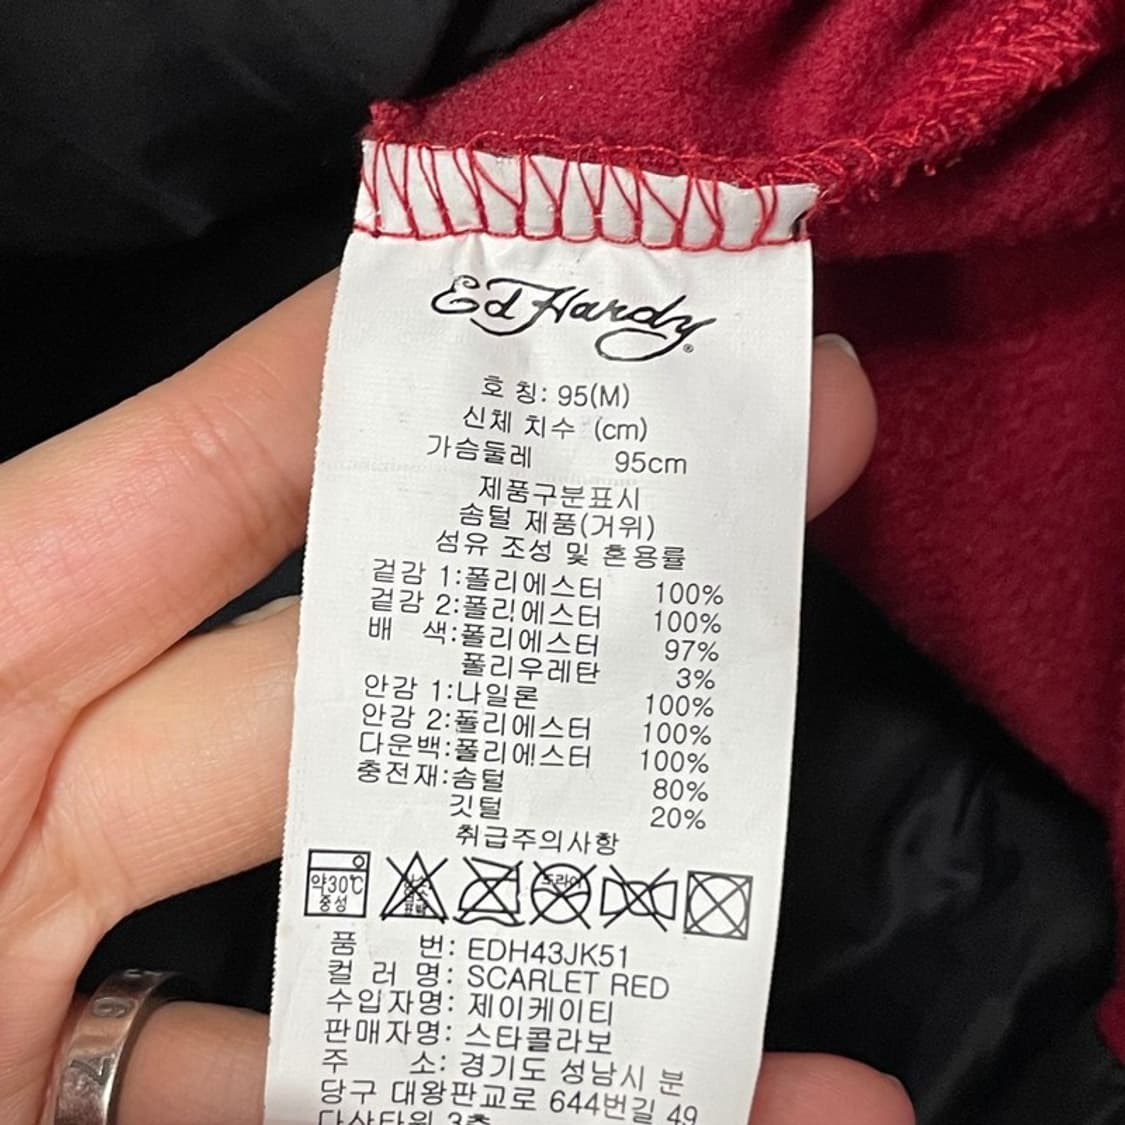 Ed Hardy®
호 칭: 95(M)
신체 치수 (cm)
가슴둘레 95cm
제품구분표시
솜털 제품(거위)
섬유 조성 및 혼용률
겉감 1:폴리에스터 100%
겉감 2:폴리에스터 100%
배 색:폴리에스터 97%
폴리우레탄 3%
안감 1:나일론 100%
안감 2:폴리에스터 100%
다운백:폴리에스터 100%
충전재:솜털 80%
깃털 20%
취급주의사항
약30℃
중성
드라이
품 번: EDH43JK51
컬 러 명: SCARLET RED
수입자명: 제이케이티
판매자명: 스타콜라보
주 소: 경기도 성남시 분
당구 대왕판교로 644번길 49
3층